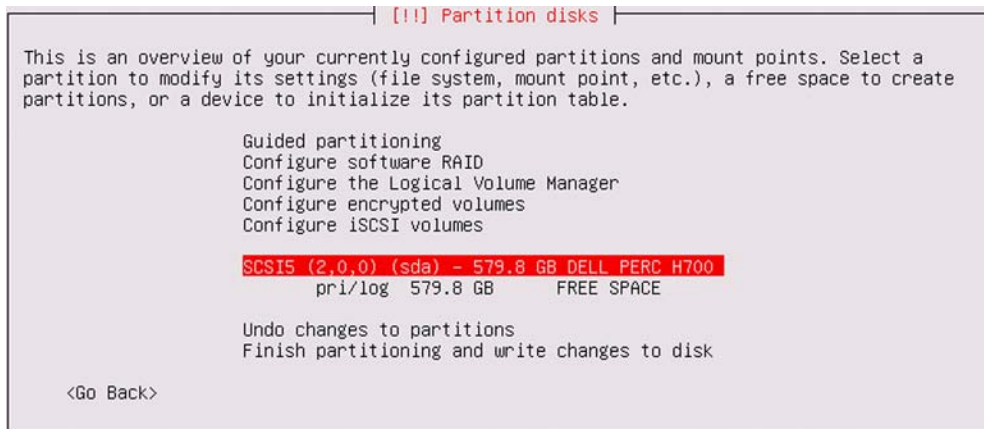 [!!] Partition disks
This is an overview of your currently configured partitions and mount points. Select a
partition to modify its settings (file system, mount point, etc.), a free space to create
partitions, or a device to initialize its partition table.
Guided partitioning
Configure software RAID
Configure the Logical Volume Manager
Configure encrypted volumes
Configure iSCSI volumes
SCSI5 (2,0,0) (sda) - 579.8 GB DELL PERC H700
pri/log 579.8 GB FREE SPACE
Undo changes to partitions
Finish partitioning and write changes to disk
<Go Back>